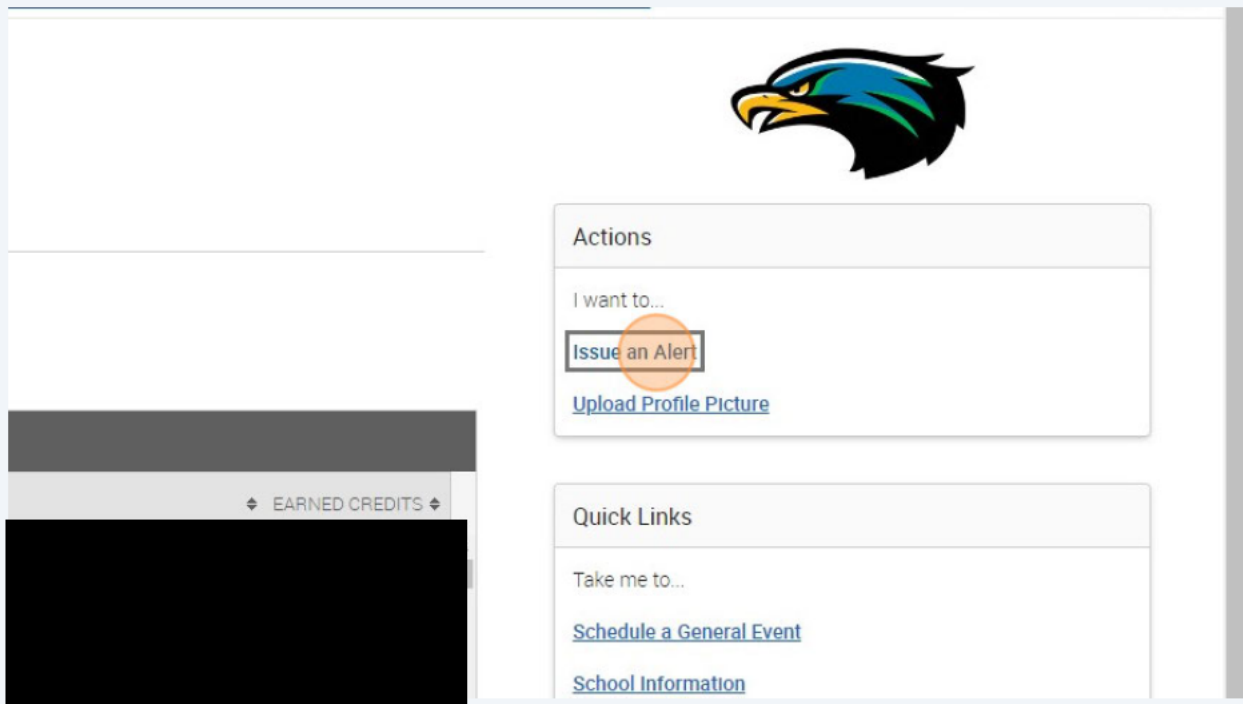 Actions
I want to...
Issue an Alert
Upload Profile Picture
EARNED CREDITS
Quick Links
Take me to...
Schedule a General Event
School Information